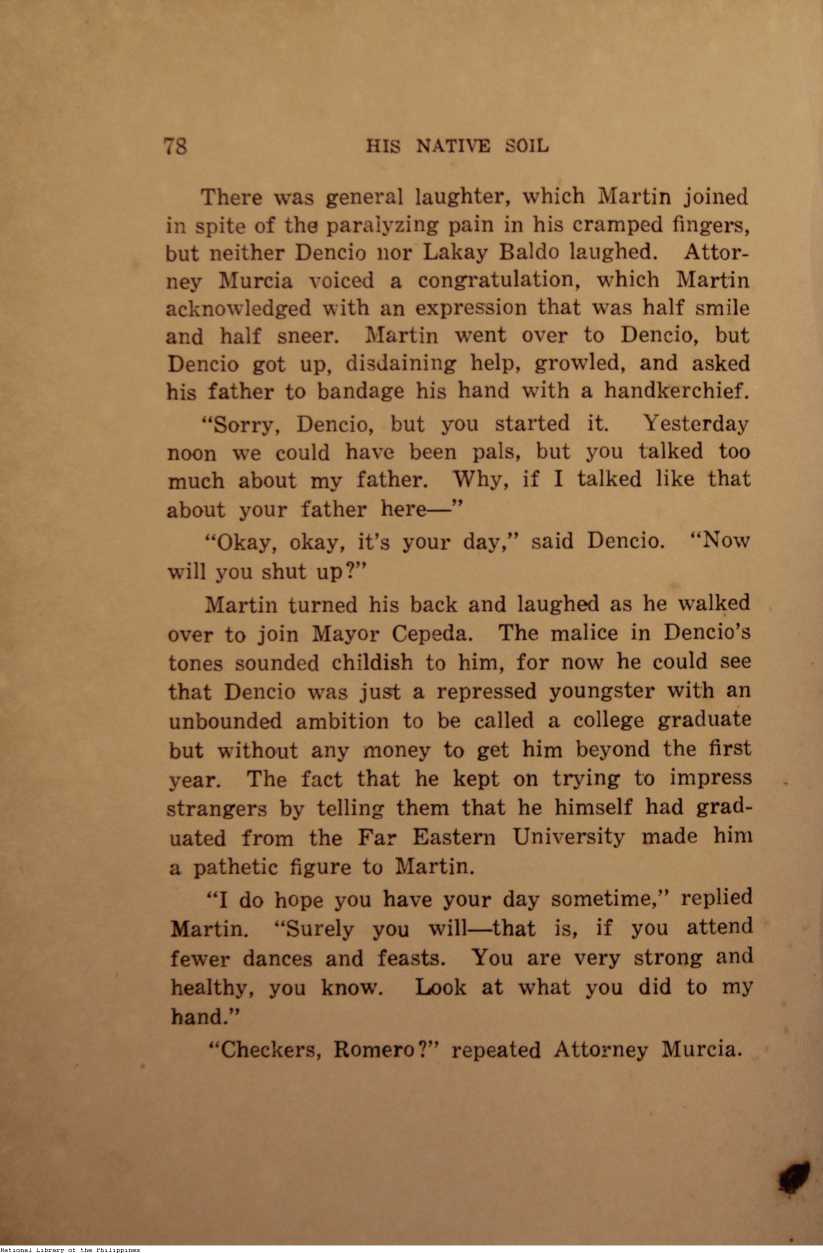 78 HIS NATIVE SOIL
There was general laughter, which Martin joined
in spite of the paralyzing pain in his cramped fingers,
but neither Dencio nor Lakay Baldo laughed. Attor-
ney Murcia voiced a congratulation, which Martin
acknowledged with an expression that was half smile
and half sneer. Martin went over to Dencio, but
Dencio got up, disdaining help, growled, and asked
his father to bandage his hand with a handkerchief.
“Sorry, Dencio, but you started it. Yesterday
noon we could have been pals, but you talked too
much about my father. Why, if I talked like that
about your father here—”
“Okay, okay, it’s your day,” said Dencio. “Now
will you shut up?”
Martin turned his back and laughed as he walked
over to join Mayor Cepeda. The malice in Dencio’s
tones sounded childish to him, for now he could see
that Dencio was just a repressed youngster with an
unbounded ambition to be called a college graduate
but without any money to get him beyond the first
year. The fact that he kept on trying to impress
strangers by telling them that he himself had grad-
uated from the Far Eastern University made him
a pathetic figure to Martin.
“I do hope you have your day sometime,” replied
Martin. “Surely you will—that is, if you attend
fewer dances and feasts. You are very strong and
healthy, you know. Look at what you did to my
hand.”
“Checkers, Romero?” repeated Attorney Murcia.
National Library of the Philippines